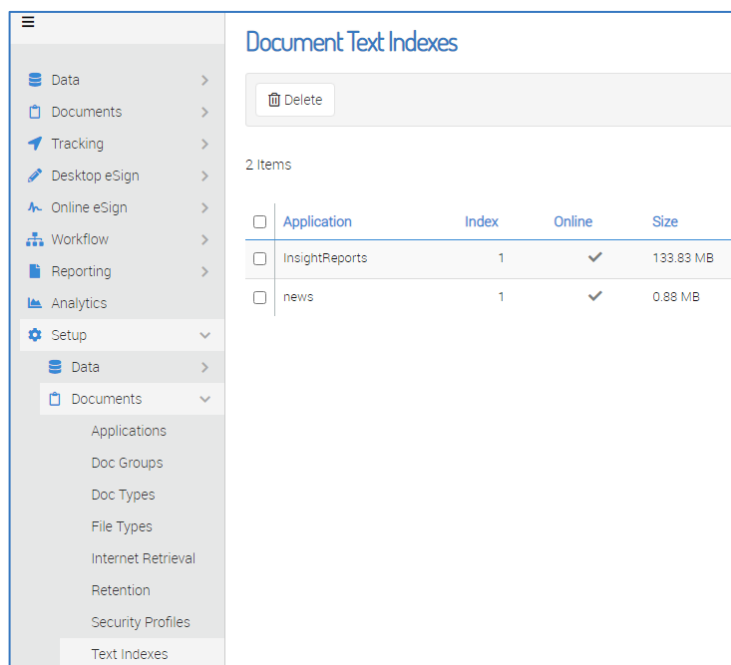 Data
Documents
Tracking
Desktop eSign
Online eSign
Workflow
Reporting
Analytics
Setup
Data
Documents
Applications
Doc Groups
Doc Types
File Types
Internet Retrieval
Retention
Security Profiles
Text Indexes
Document Text Indexes
Delete
2 Items
Application Index Online Size
InsightReports 1 133.83 MB
news 1 0.88 MB